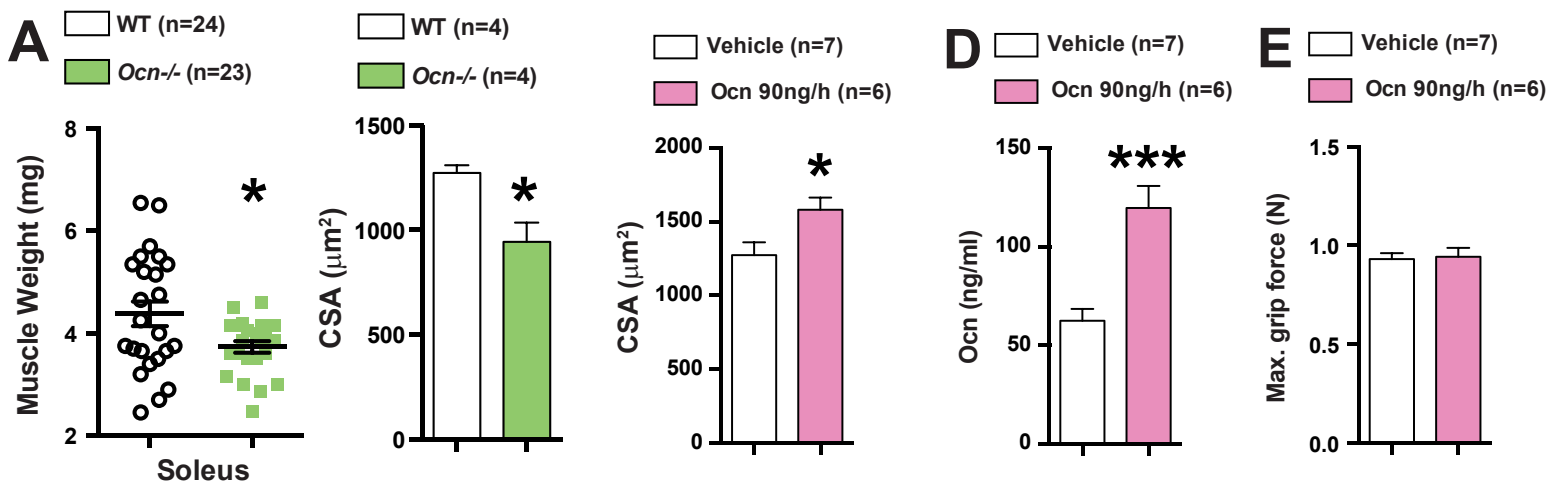 A
WT (n=24)
Ocn-/- (n=23)
Muscle Weight (mg)
8
6
4
2
*
Soleus
WT (n=4)
Ocn-/- (n=4)
CSA (μm²)
1500
1000
500
0
*
Vehicle (n=7)
Ocn 90ng/h (n=6)
CSA (μm²)
2000
1500
1000
500
0
*
D
Vehicle (n=7)
Ocn 90ng/h (n=6)
Ocn (ng/ml)
150
100
50
0
***
E
Vehicle (n=7)
Ocn 90ng/h (n=6)
Max. grip force (N)
1.5
1.0
0.5
0.0